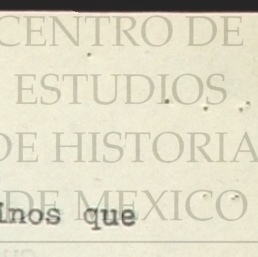 CENTRO DE
ESTUDIOS
DE HISTORIA
DE MEXICO
inos que